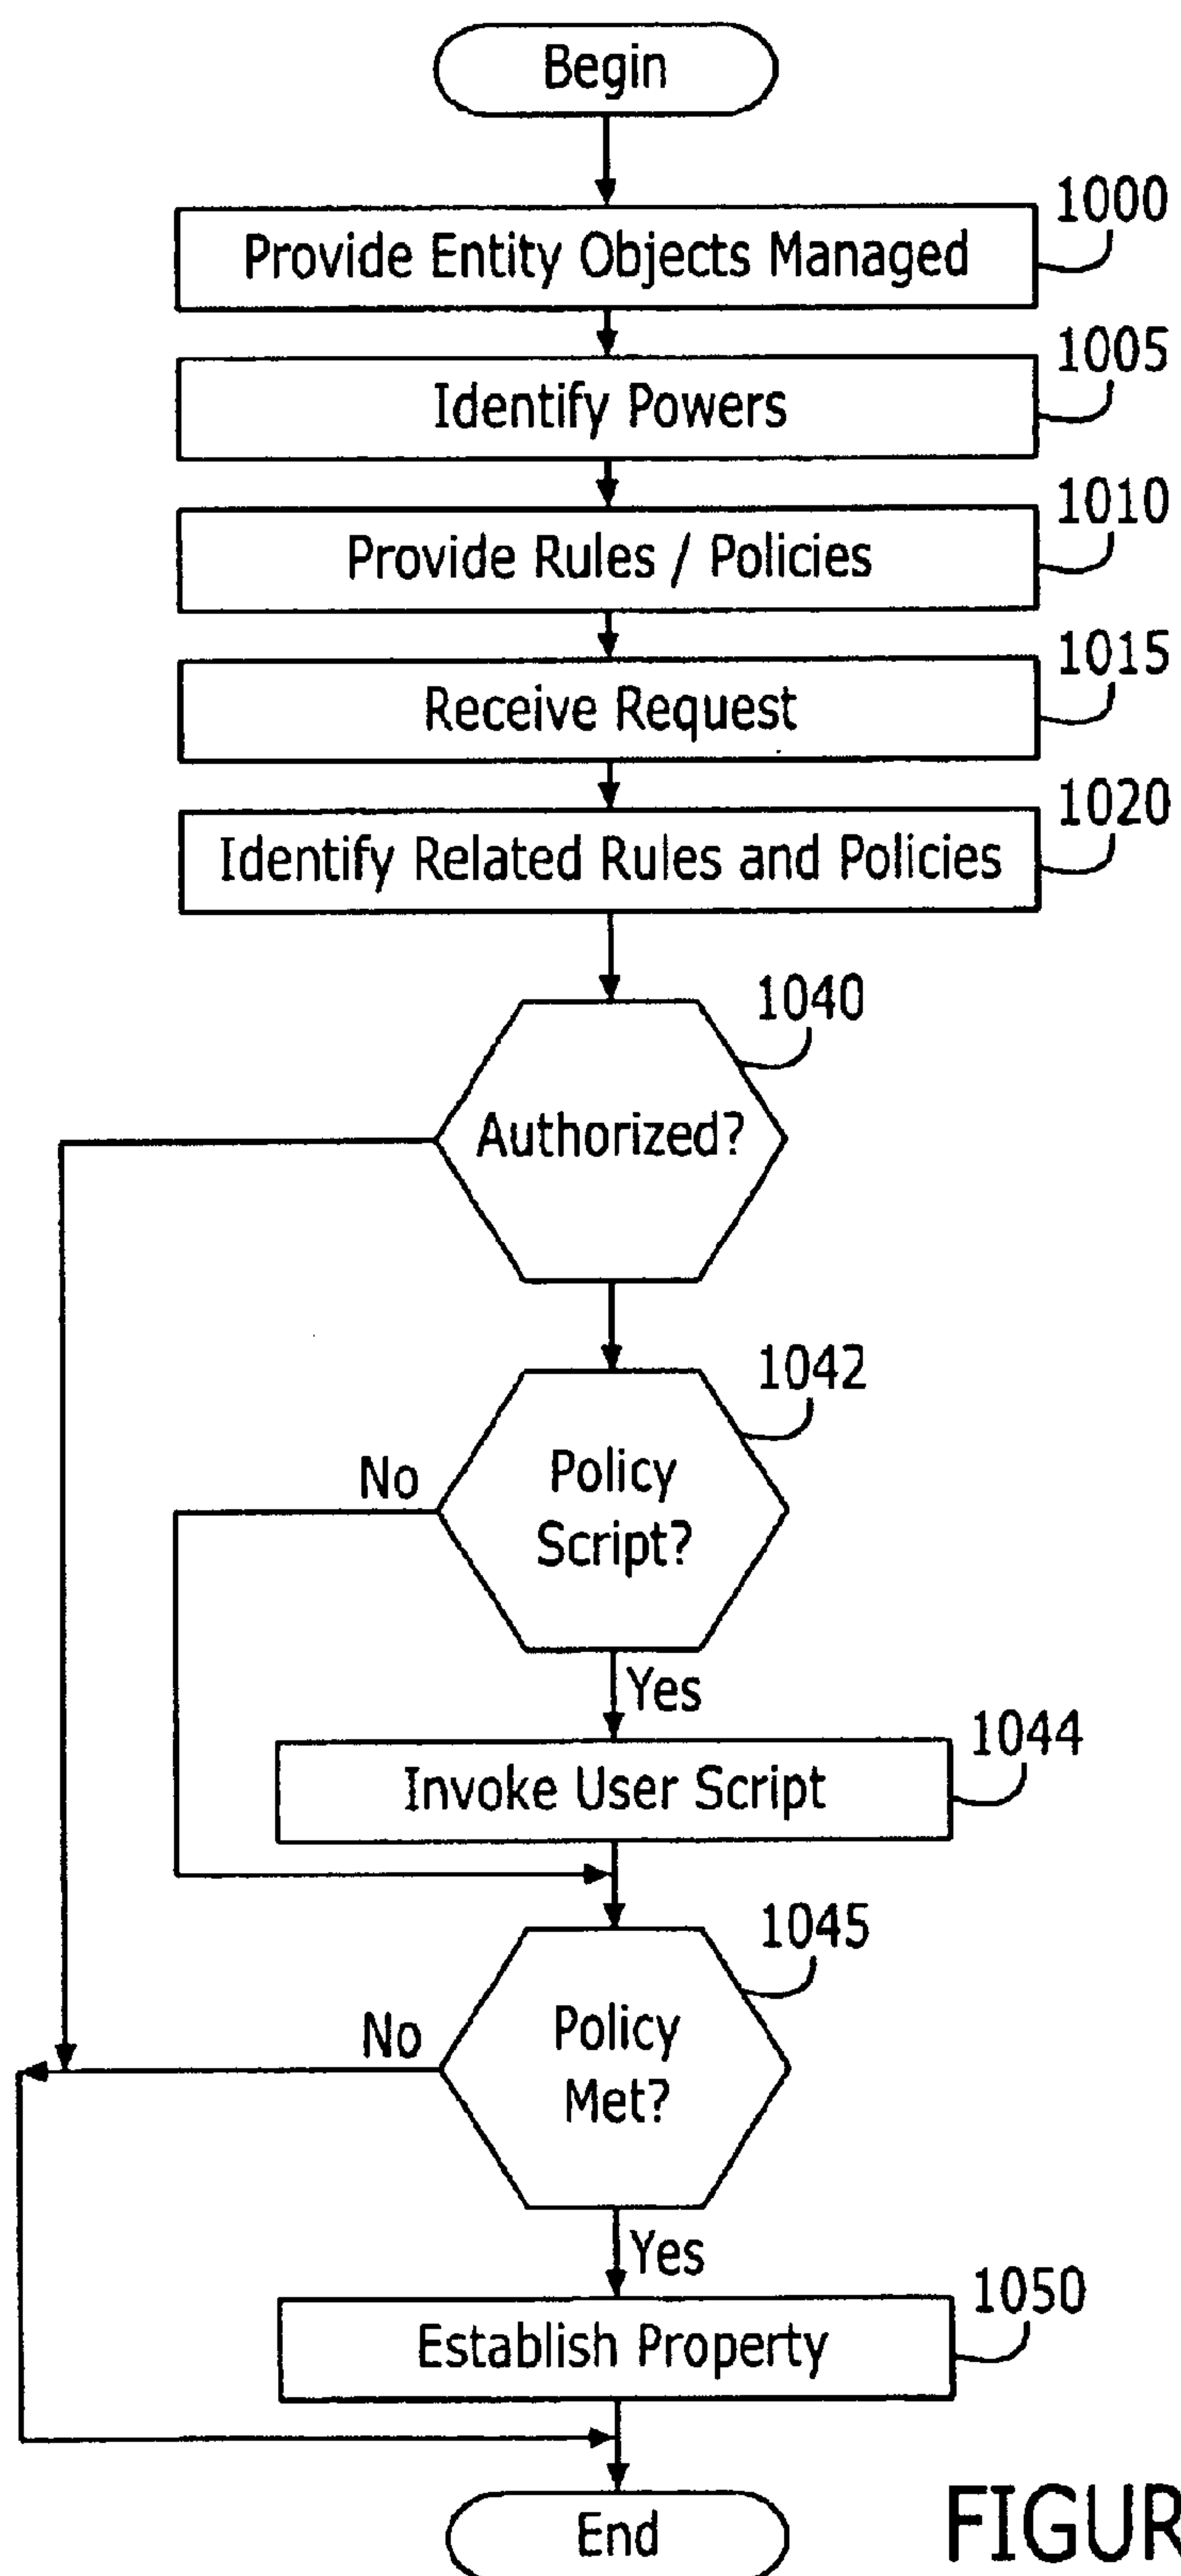 Begin
1000
Provide Entity Objects Managed
1005
Identify Powers
1010
Provide Rules / Policies
1015
Receive Request
1020
Identify Related Rules and Policies
1040
Authorized?
1042
No
Policy
Script?
Yes
1044
Invoke User Script
1045
No
Policy
Met?
Yes
1050
Establish Property
End
FIGUR